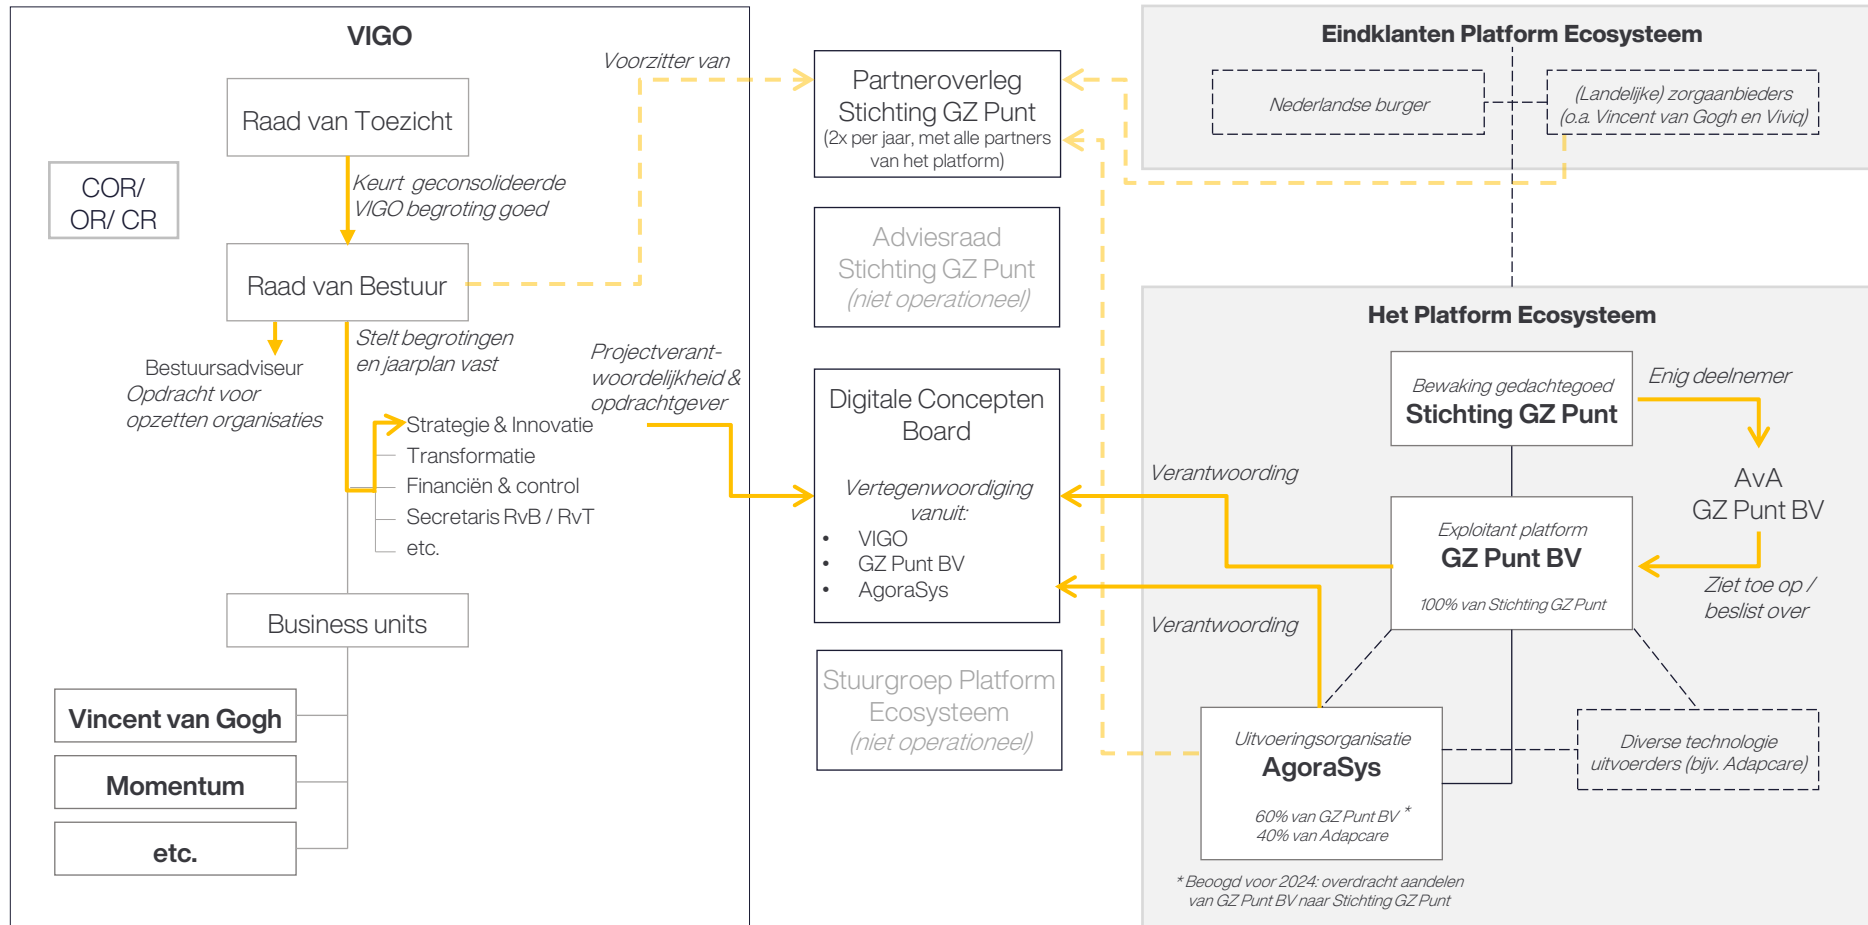 VIGO
Raad van Toezicht
Keurt geconsolideerde
VIGO begroting goed
COR/
OR/ CR
Raad van Bestuur
Bestuursadviseur
Opdracht voor
opzetten organisaties
Stelt begrotingen
en jaarplan vast
Strategie & Innovatie
Transformatie
Financiën & control
Secretaris RvB / RvT
etc.
Business units
Vincent van Gogh
Momentum
etc.
Voorzitter van
Projectverant-
woordelijkheid &
opdrachtgever
Partneroverleg
Stichting GZ Punt
(2x per jaar, met alle partners
van het platform)
Adviesraad
Stichting GZ Punt
(niet operationeel)
Digitale Concepten
Board
Vertegenwoordiging
vanuit:
• VIGO
• GZ Punt BV
• AgoraSys
Stuurgroep Platform
Ecosysteem
(niet operationeel)
Eindklanten Platform Ecosysteem
Nederlandse burger
(Landelijke) zorgaanbieders
(o.a. Vincent van Gogh en Viviq)
Het Platform Ecosysteem
Bewaking gedachtegoed
Stichting GZ Punt
Enig deelnemer
AvA
GZ Punt BV
Ziet toe op /
beslist over
Verantwoording
Exploitant platform
GZ Punt BV
100% van Stichting GZ Punt
Verantwoording
Uitvoeringsorganisatie
AgoraSys
60% van GZ Punt BV *
40% van Adapcare
Diverse technologie
uitvoerders (bijv. Adapcare)
* Beoogd voor 2024: overdracht aandelen
van GZ Punt BV naar Stichting GZ Punt